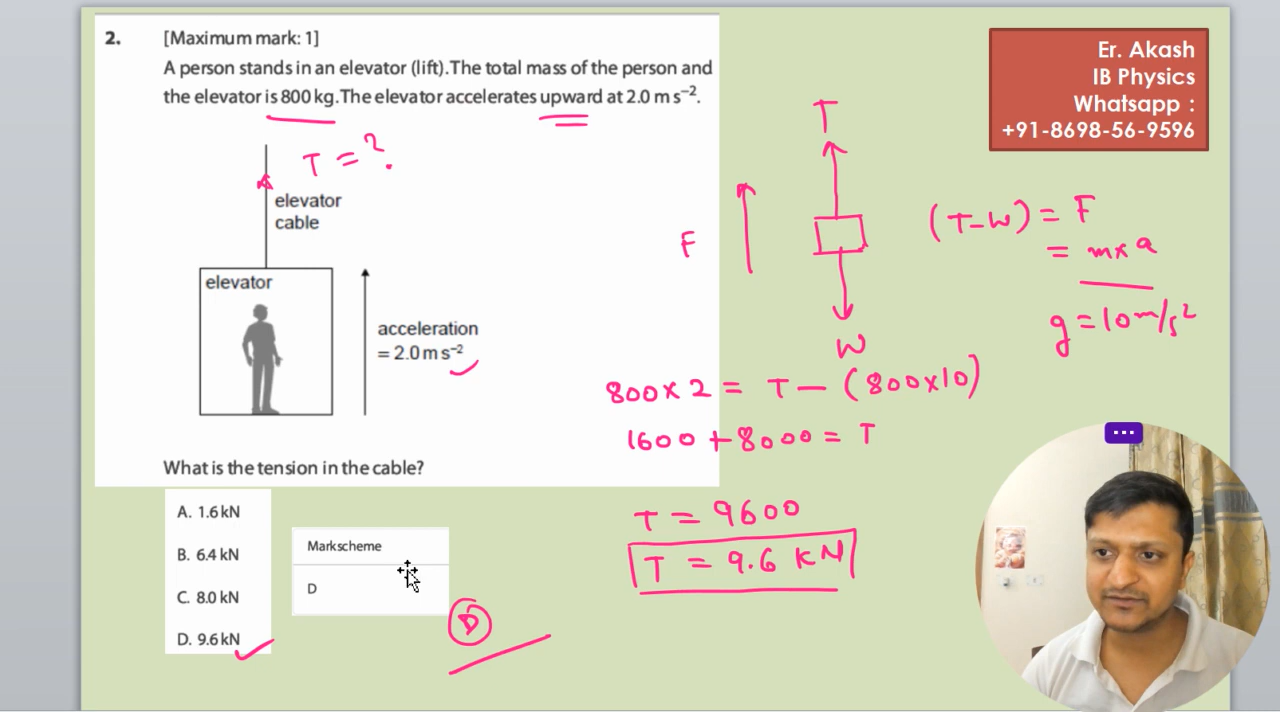 2. [Maximum mark: 1]
A person stands in an elevator (lift). The total mass of the person and
the elevator is 800 kg. The elevator accelerates upward at 2.0 m s⁻².
T = ?
elevator
cable
elevator
acceleration
= 2.0 m s⁻²
What is the tension in the cable?
A. 1.6 kN
B. 6.4 kN
C. 8.0 kN
D. 9.6 kN
Markscheme
D
D
Er. Akash
IB Physics
Whatsapp :
+91-8698-56-9596
T
F
W
(T-W) = F
= m x a
g = 10 m/s²
800 x 2 = T - (800x10)
1600 + 8000 = T
T = 9600
T = 9.6 KN